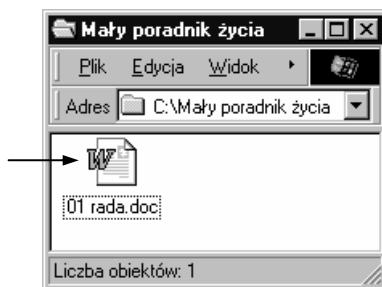 Mały poradnik życia
Plik Edycja Widok
Adres C:\Mały poradnik życia
W
01 rada.doc
Liczba obiektów: 1